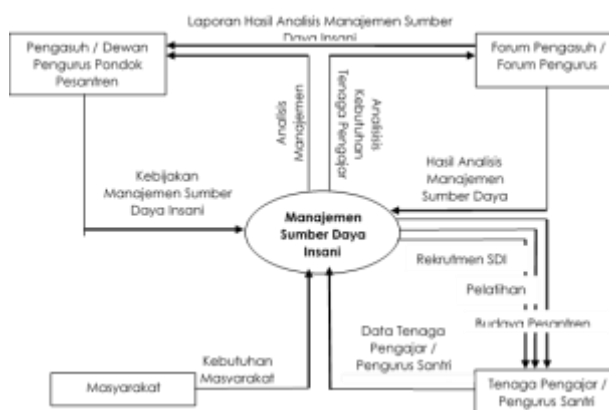 Laporan Hasil Analisis Manajemen Sumber
Daya Insani
Pengasuh / Dewan
Pengurus Pondok
Pesantren
Forum Pengasuh /
Forum Pengurus
Analisis
Manajemen
Analisisis
Kebutuhan
Tenaga Pengajar
Kebijakan
Manajemen Sumber
Daya Insani
Hasil Analisis
Manajemen
Sumber Daya
Manajemen
Sumber Daya
Insani
Rekrutmen SDI
Pelatihan
Budaya Pesantren
Data Tenaga
Pengajar /
Pengurus Santri
Kebutuhan
Masyarakat
Masyarakat
Tenaga Pengajar /
Pengurus Santri